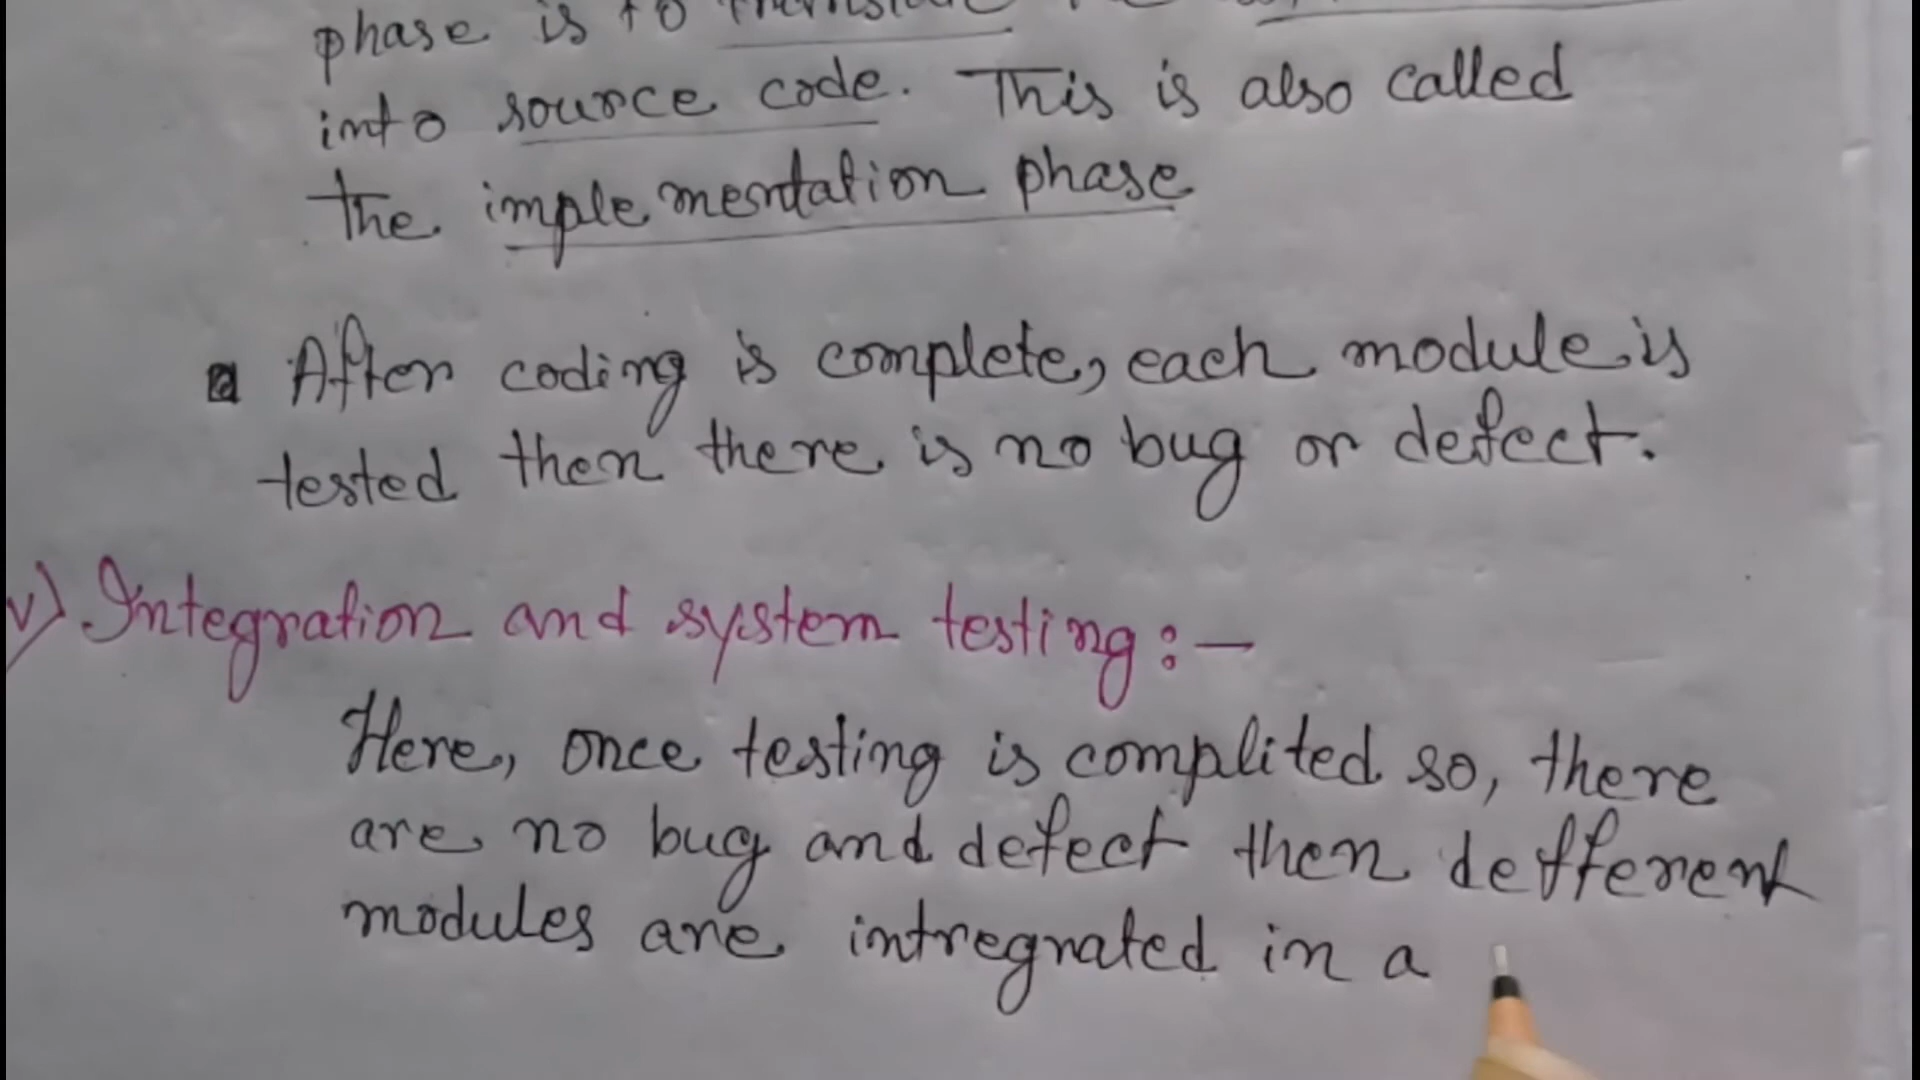 phase is to translate
into source code. This is also called
the implementation phase
After coding is complete, each module is
tested then there is no bug or defect.
v) Integration and system testing :-
Here, once testing is complited so, there
are no bug and defect then defferent
modules are intregrated in a